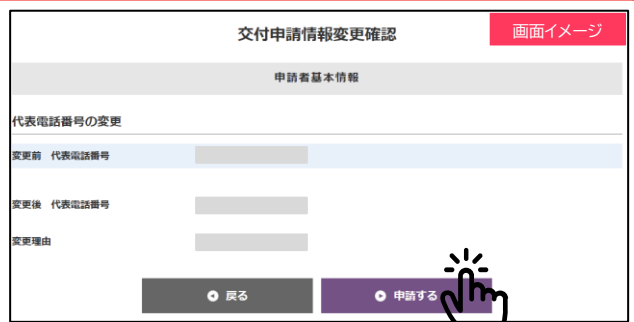 交付申請情報変更確認
画面イメージ
申請者基本情報
代表電話番号の変更
変更前 代表電話番号
変更後 代表電話番号
変更理由
戻る
申請する